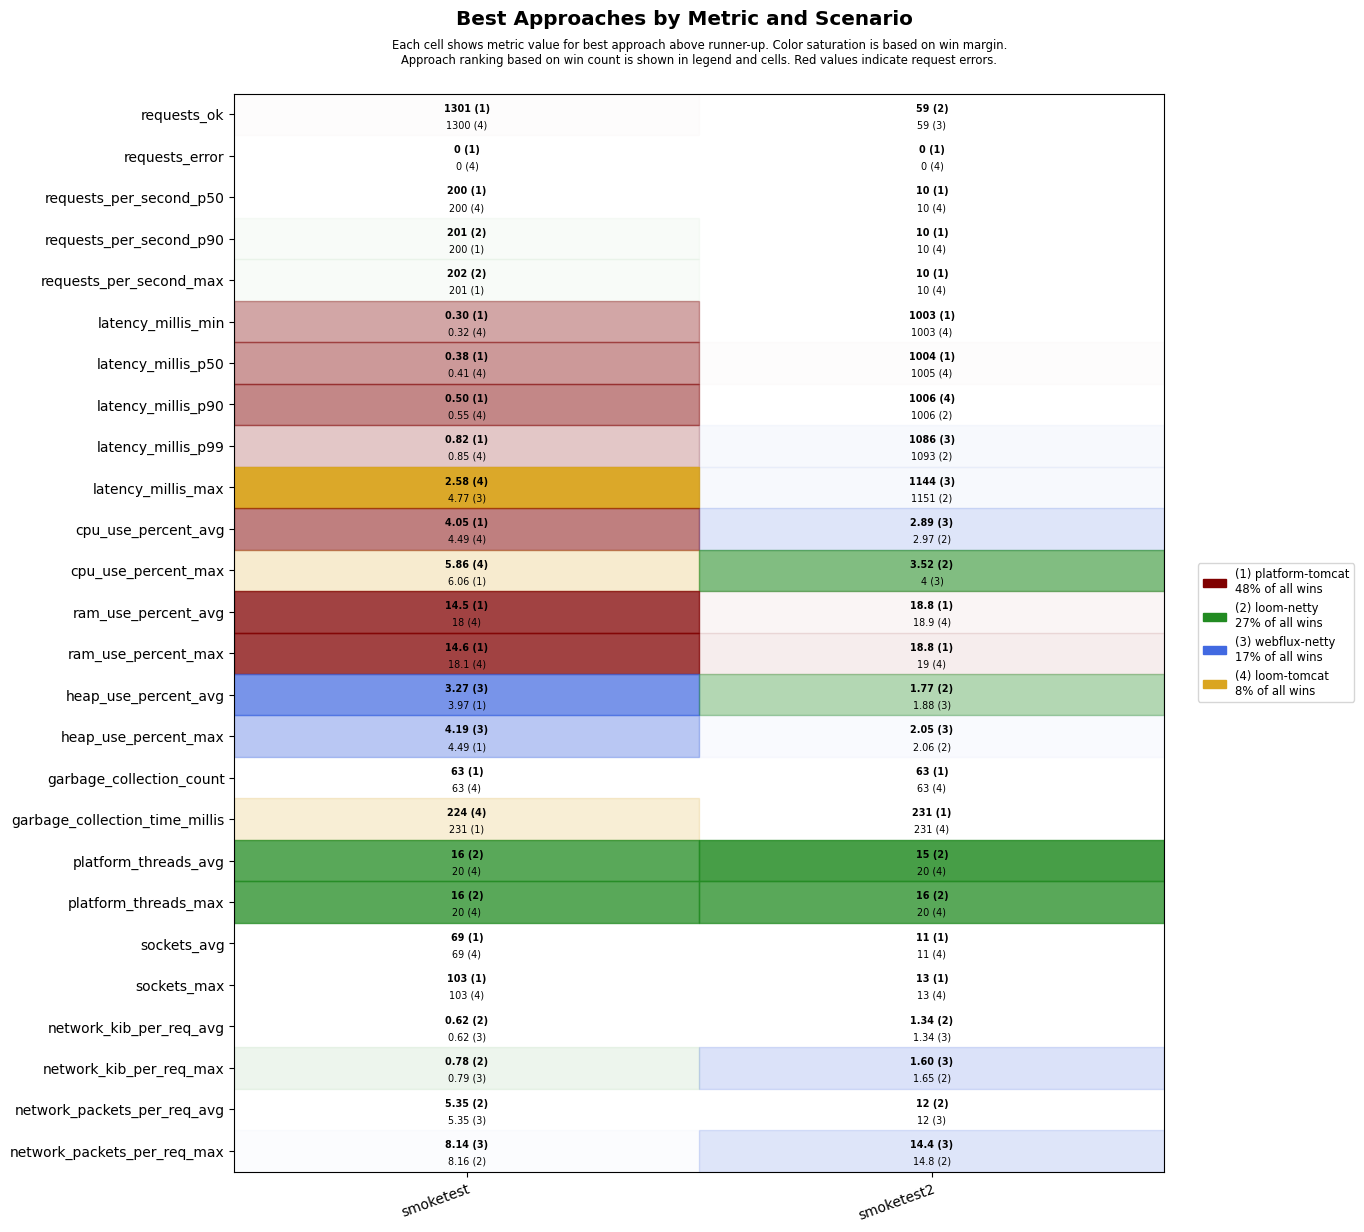 Best Approaches by Metric and Scenario
Each cell shows metric value for best approach above runner-up. Color saturation is based on win margin.
Approach ranking based on win count is shown in legend and cells. Red values indicate request errors.
requests_ok
1301 (1)
1300 (4)
59 (2)
59 (3)
requests_error
0 (1)
0 (4)
0 (1)
0 (4)
requests_per_second_p50
200 (1)
200 (4)
10 (1)
10 (4)
requests_per_second_p90
201 (2)
200 (1)
10 (1)
10 (4)
requests_per_second_max
202 (2)
201 (1)
10 (1)
10 (4)
latency_millis_min
0.30 (1)
0.32 (4)
1003 (1)
1003 (4)
latency_millis_p50
0.38 (1)
0.41 (4)
1004 (1)
1005 (4)
latency_millis_p90
0.50 (1)
0.55 (4)
1006 (4)
1006 (2)
latency_millis_p99
0.82 (1)
0.85 (4)
1086 (3)
1093 (2)
latency_millis_max
2.58 (4)
4.77 (3)
1144 (3)
1151 (2)
cpu_use_percent_avg
4.05 (1)
4.49 (4)
2.89 (3)
2.97 (2)
cpu_use_percent_max
5.86 (4)
6.06 (1)
3.52 (2)
4 (3)
ram_use_percent_avg
14.5 (1)
18 (4)
18.8 (1)
18.9 (4)
ram_use_percent_max
14.6 (1)
18.1 (4)
18.8 (1)
19 (4)
heap_use_percent_avg
3.27 (3)
3.97 (1)
1.77 (2)
1.88 (3)
heap_use_percent_max
4.19 (3)
4.49 (1)
2.05 (3)
2.06 (2)
garbage_collection_count
63 (1)
63 (4)
63 (1)
63 (4)
garbage_collection_time_millis
224 (4)
231 (1)
231 (1)
231 (4)
platform_threads_avg
16 (2)
20 (4)
15 (2)
20 (4)
platform_threads_max
16 (2)
20 (4)
16 (2)
20 (4)
sockets_avg
69 (1)
69 (4)
11 (1)
11 (4)
sockets_max
103 (1)
103 (4)
13 (1)
13 (4)
network_kib_per_req_avg
0.62 (2)
0.62 (3)
1.34 (2)
1.34 (3)
network_kib_per_req_max
0.78 (2)
0.79 (3)
1.60 (3)
1.65 (2)
network_packets_per_req_avg
5.35 (2)
5.35 (3)
12 (2)
12 (3)
network_packets_per_req_max
8.14 (3)
8.16 (2)
14.4 (3)
14.8 (2)
smoketest
smoketest2
(1) platform-tomcat
48% of all wins
(2) loom-netty
27% of all wins
(3) webflux-netty
17% of all wins
(4) loom-tomcat
8% of all wins